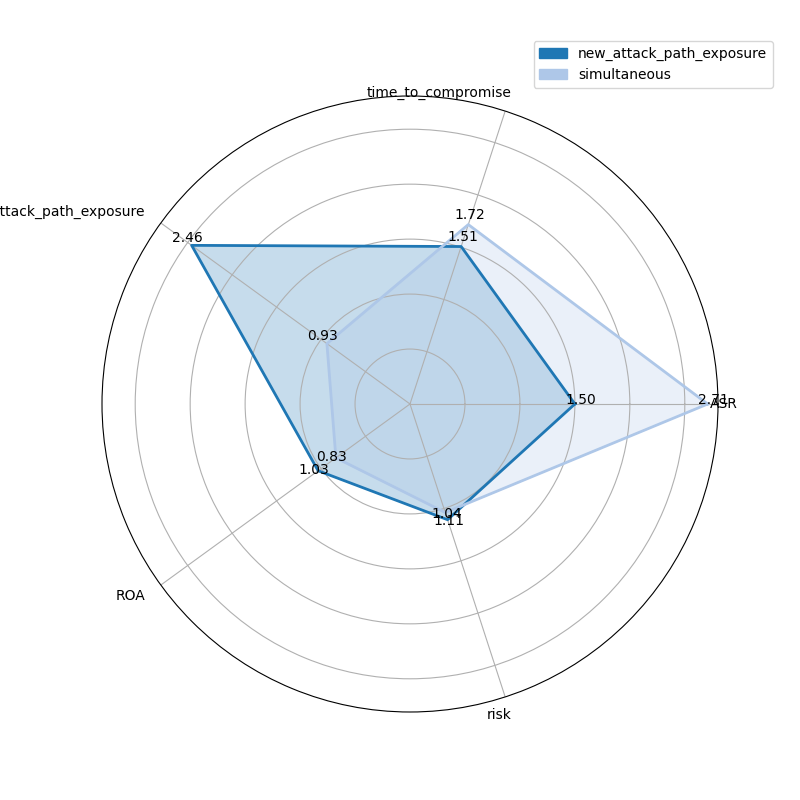 new_attack_path_exposure
simultaneous
time_to_compromise
ttack_path_exposure
2.46
1.72
1.51
0.93
1.50
2.71
ASR
0.83
1.03
1.04
1.11
ROA
risk